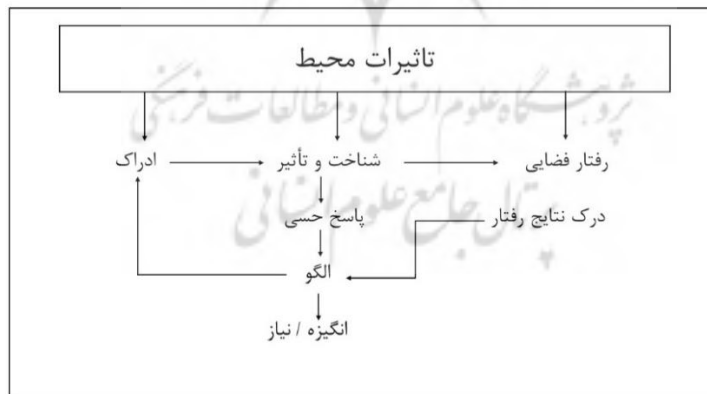 تاثیرات محیط
پژوهشگاه علوم انسانی و مطالعات فرهنگی
رفتار فضایی
شناخت و تأثیر
ادراک
پرتال جامع علوم انسانی
درک نتایج رفتار
پاسخ حسی
الگو
انگیزه / نیاز